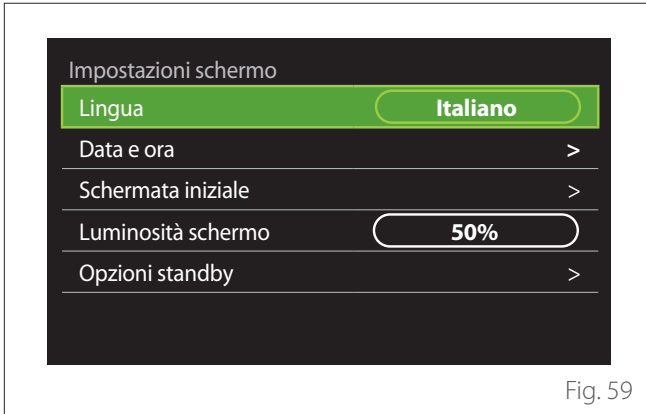 Impostazioni schermo
Lingua Italiano
Data e ora >
Schermata iniziale >
Luminosità schermo 50%
Opzioni standby >
Fig. 59